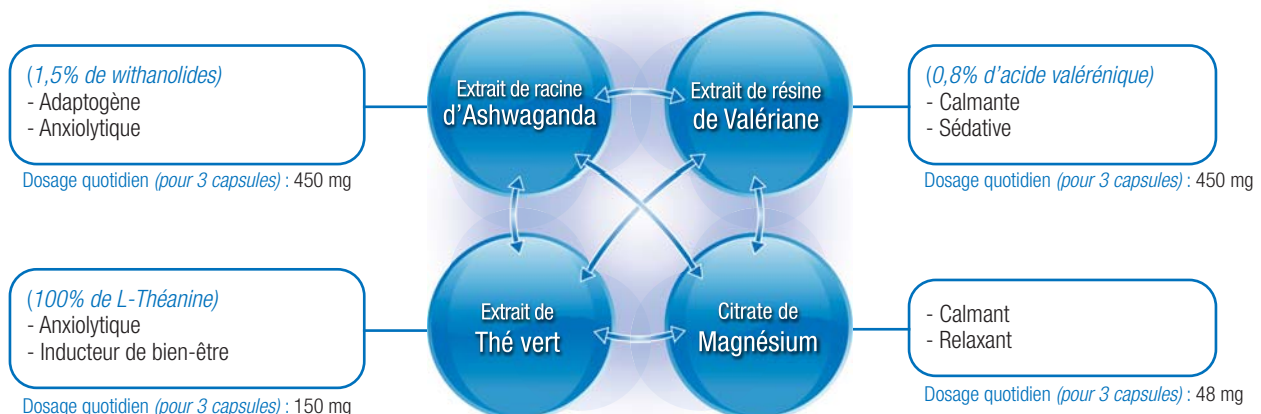 (1,5% de withanolides)
- Adaptogène
- Anxiolytique
Dosage quotidien (pour 3 capsules) : 450 mg
Extrait de racine
d'Ashwaganda
Extrait de résine
de Valériane
(0,8% d'acide valérénique)
- Calmante
- Sédative
Dosage quotidien (pour 3 capsules) : 450 mg
(100% de L-Théanine)
- Anxiolytique
- Inducteur de bien-être
Dosage quotidien (pour 3 capsules) : 150 mg
Extrait de
Thé vert
Citrate de
Magnésium
- Calmant
- Relaxant
Dosage quotidien (pour 3 capsules) : 48 mg